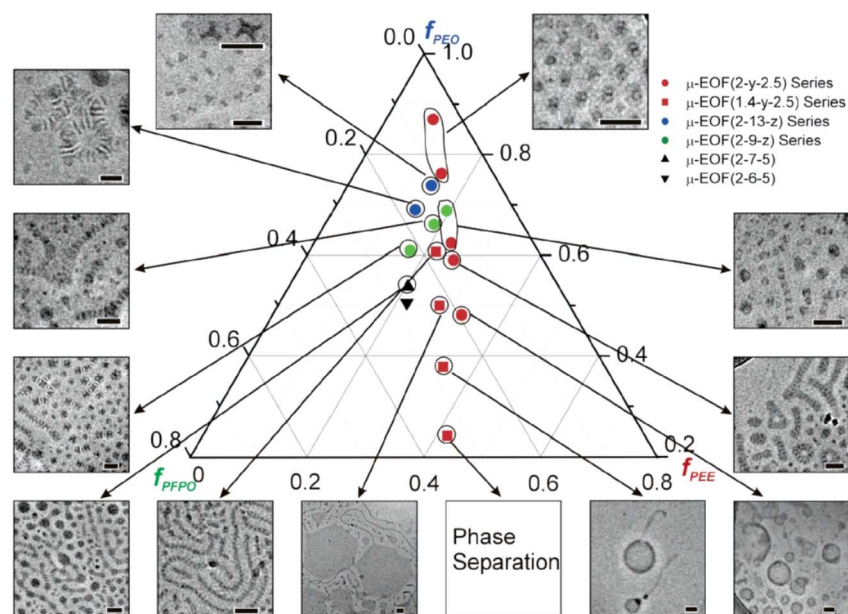 f_PEO
0.0
1.0
μ-EOF(2-y-2.5) Series
μ-EOF(1.4-y-2.5) Series
μ-EOF(2-13-z) Series
μ-EOF(2-9-z) Series
μ-EOF(2-7-5)
μ-EOF(2-6-5)
0.2
0.8
0.4
0.6
0.6
0.4
0.8
0.2
f_PFPO
0
0.2
0.4
0.6
0.8
f_PEE
Phase
Separation